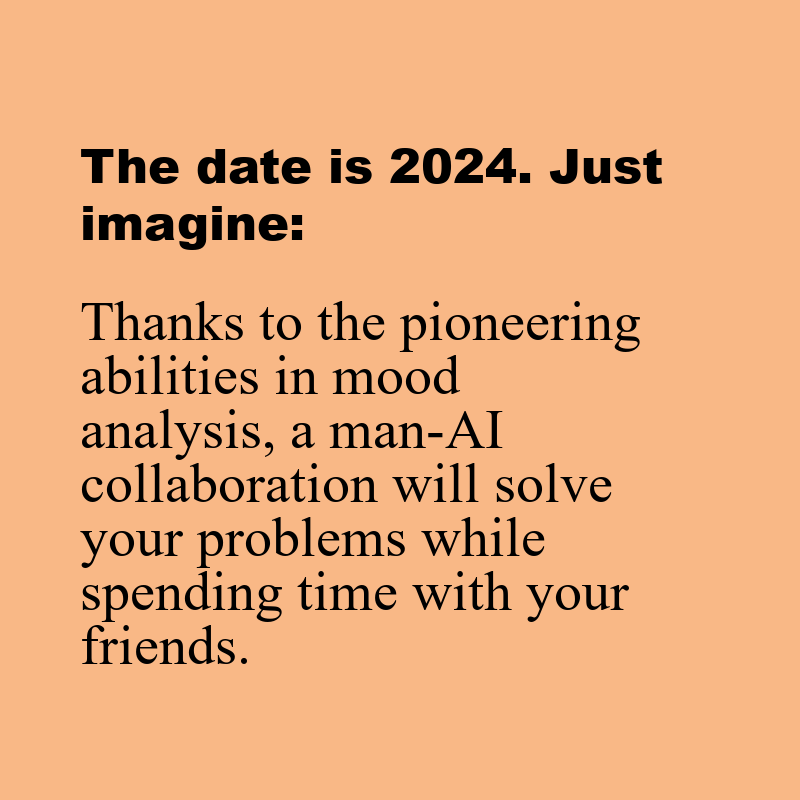 The date is 2024. Just
imagine:
Thanks to the pioneering
abilities in mood
analysis, a man-AI
collaboration will solve
your problems while
spending time with your
friends.